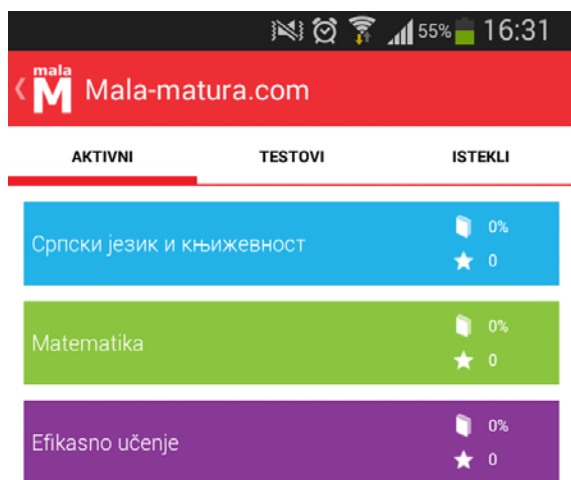 55% 16:31
mala
M Mala-matura.com
AKTIVNI TESTOVI ISTEKLI
Српски језик и књижевност
0%
0
Matematika
0%
0
Efikasno učenje
0%
0